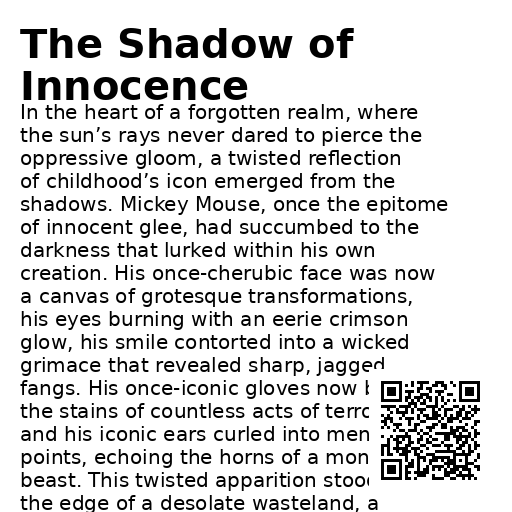 The Shadow of
Innocence
In the heart of a forgotten realm, where
the sun’s rays never dared to pierce the
oppressive gloom, a twisted reflection
of childhood’s icon emerged from the
shadows. Mickey Mouse, once the epitome
of innocent glee, had succumbed to the
darkness that lurked within his own
creation. His once-cherubic face was now
a canvas of grotesque transformations,
his eyes burning with an eerie crimson
glow, his smile contorted into a wicked
grimace that revealed sharp, jagged
fangs. His once-iconic gloves now
the stains of countless acts of
and his iconic ears curled into
points, echoing the horns of a
beast. This twisted apparition
the edge of a desolate wasteland, a